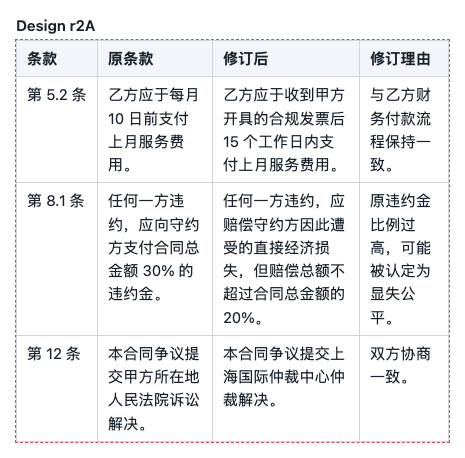 Design r2A
条款 原条款 修订后 修订理由
第 5.2 条 乙方应于每月 乙方应于收到甲方 与乙方财
10 日前支付 开具的合规发票后 务付款流
上月服务费 15 个工作日内支 程保持一
用。 付上月服务费用。 致。
第 8.1 条 任何一方违 任何一方违约，应 原违约金
约，应向守约 赔偿守约方因此遭 比例过
方支付合同总 受的直接经济损 高，可能
金额 30% 的 失，但赔偿总额不 被认定为
违约金。 超过合同总金额的 显失公
20%。 平。
第 12 条 本合同争议提 本合同争议提交上 双方协商
交甲方所在地 海国际仲裁中心仲 一致。
人民法院诉讼 裁解决。
解决。